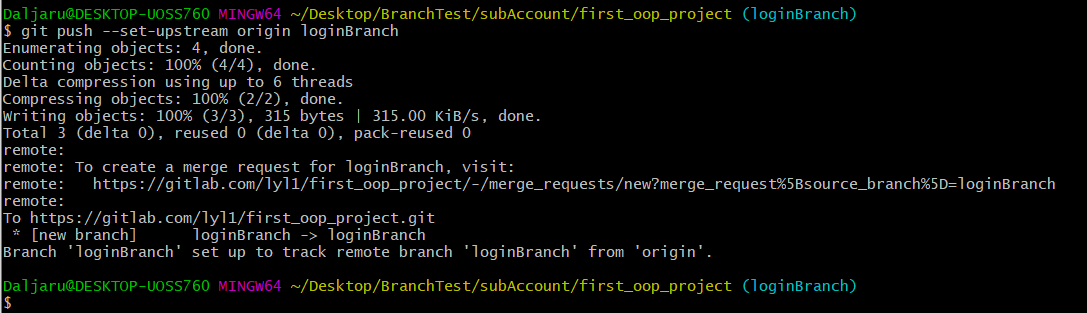 Daljaru@DESKTOP-UOSS760 MINGW64 ~/Desktop/BranchTest/subAccount/first_oop_project (loginBranch)
$ git push --set-upstream origin loginBranch
Enumerating objects: 4, done.
Counting objects: 100% (4/4), done.
Delta compression using up to 6 threads
Compressing objects: 100% (2/2), done.
Writing objects: 100% (3/3), 315 bytes | 315.00 KiB/s, done.
Total 3 (delta 0), reused 0 (delta 0), pack-reused 0
remote:
remote: To create a merge request for loginBranch, visit:
remote:   https://gitlab.com/lyl1/first_oop_project/-/merge_requests/new?merge_request%5Bsource_branch%5D=loginBranch
remote:
To https://gitlab.com/lyl1/first_oop_project.git
 * [new branch]      loginBranch -> loginBranch
Branch 'loginBranch' set up to track remote branch 'loginBranch' from 'origin'.
Daljaru@DESKTOP-UOSS760 MINGW64 ~/Desktop/BranchTest/subAccount/first_oop_project (loginBranch)
$